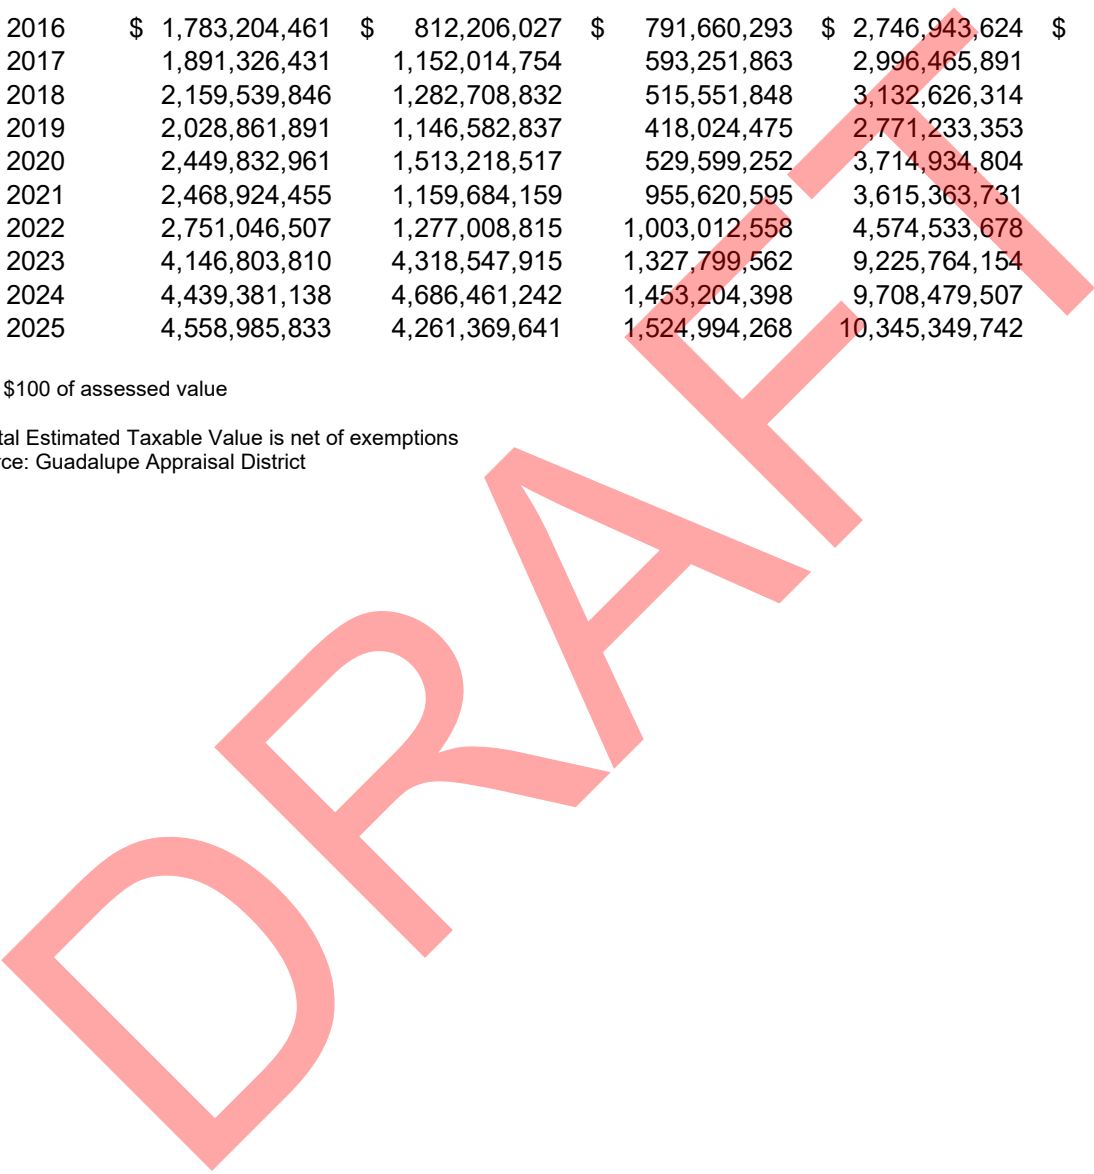 2016 $ 1,783,204,461 $ 812,206,027 $ 791,660,293 $ 2,746,943,624 $
2017 1,891,326,431 1,152,014,754 593,251,863 2,996,465,891
2018 2,159,539,846 1,282,708,832 515,551,848 3,132,626,314
2019 2,028,861,891 1,146,582,837 418,024,475 2,771,233,353
2020 2,449,832,961 1,513,218,517 529,599,252 3,714,934,804
2021 2,468,924,455 1,159,684,159 955,620,595 3,615,363,731
2022 2,751,046,507 1,277,008,815 1,003,012,558 4,574,533,678
2023 4,146,803,810 4,318,547,915 1,327,799,562 9,225,764,154
2024 4,439,381,138 4,686,461,242 1,453,204,398 9,708,479,507
2025 4,558,985,833 4,261,369,641 1,524,994,268 10,345,349,742
$100 of assessed value
tal Estimated Taxable Value is net of exemptions
rce: Guadalupe Appraisal District
DRAFT